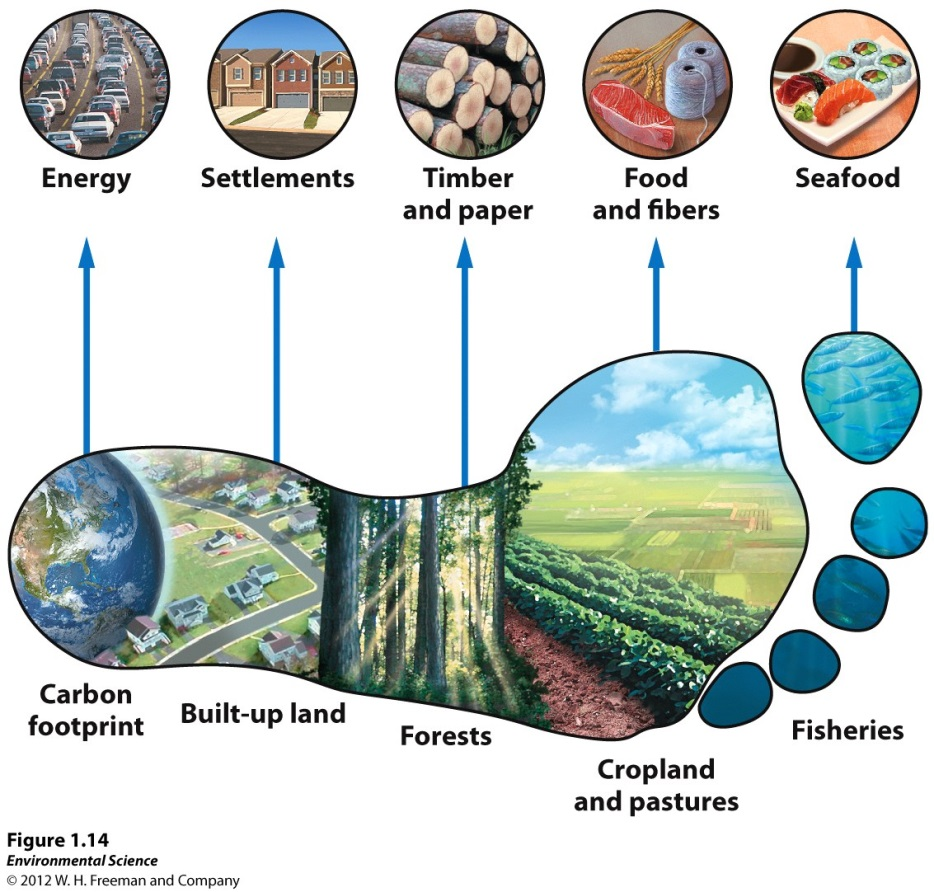 Energy
Settlements
Timber
and paper
Food
and fibers
Seafood
Carbon
footprint
Built-up land
Forests
Cropland
and pastures
Fisheries
Figure 1.14
Environmental Science
© 2012 W. H. Freeman and Company